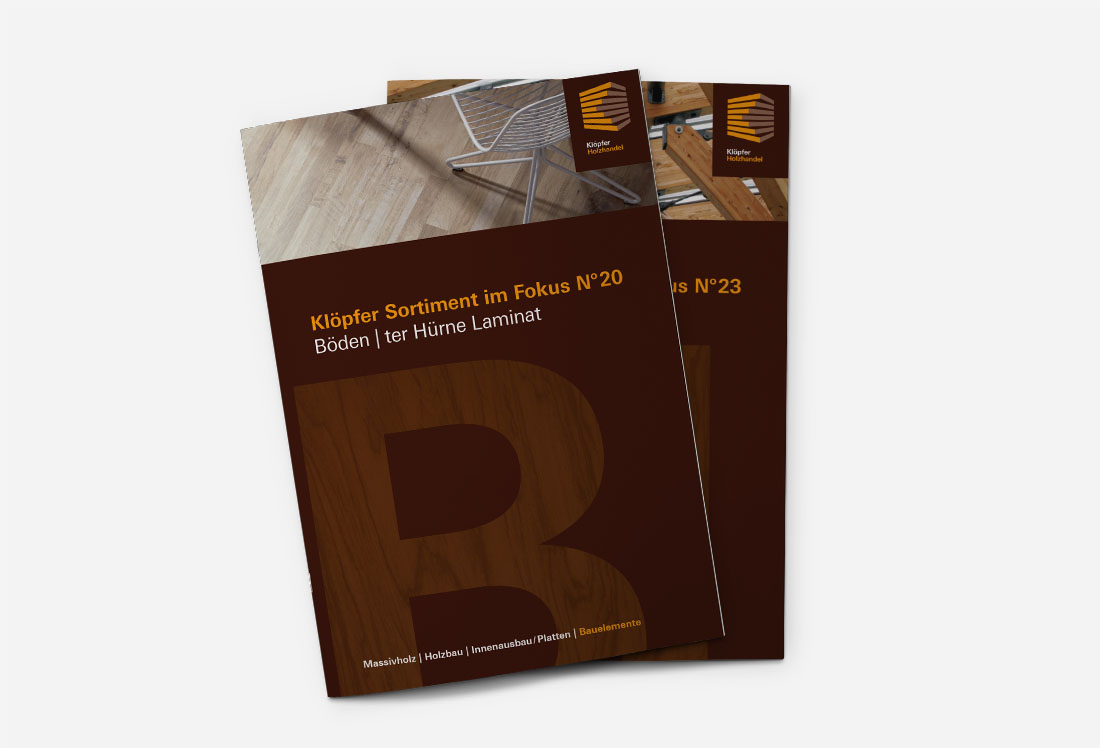 Klöpfer
Holzhandel
Klöpfer Sortiment im Fokus N°20
Böden | ter Hürne Laminat
B
Massivholz | Holzbau | Innenausbau/Platten | Bauelemente
Klöpfer
Holzhandel
us N°23